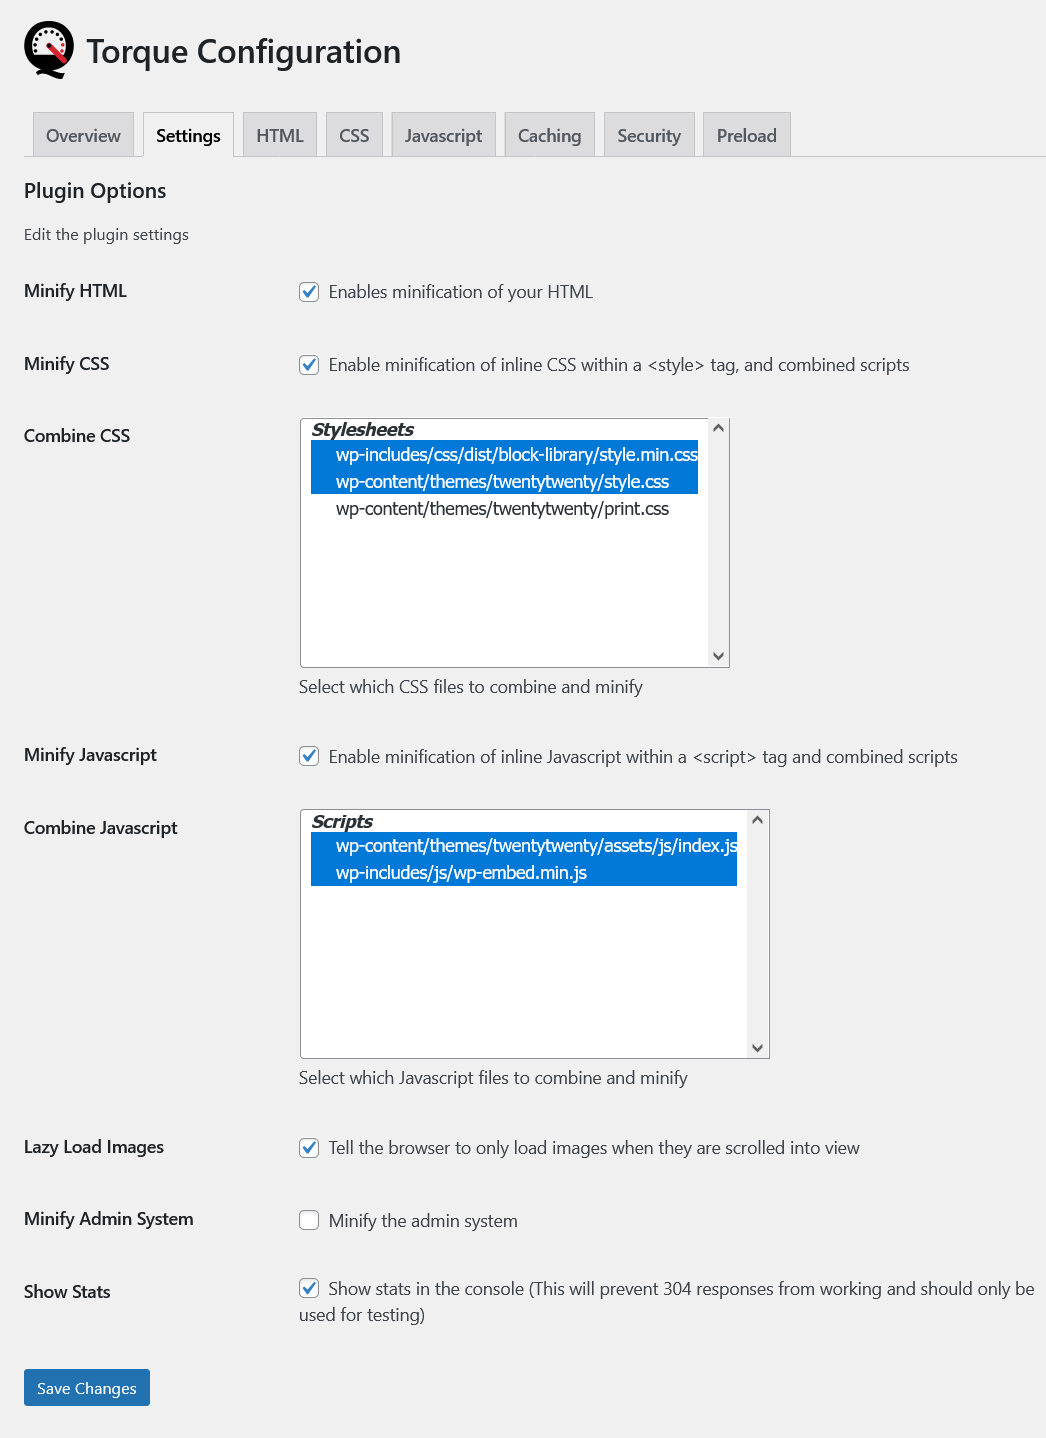 Torque Configuration
Overview Settings HTML CSS Javascript Caching Security Preload
Plugin Options
Edit the plugin settings
Minify HTML Enables minification of your HTML
Minify CSS Enable minification of inline CSS within a <style> tag, and combined scripts
Combine CSS
Stylesheets
wp-includes/css/dist/block-library/style.min.css
wp-content/themes/twentytwenty/style.css
wp-content/themes/twentytwenty/print.css
Select which CSS files to combine and minify
Minify Javascript Enable minification of inline Javascript within a <script> tag and combined scripts
Combine Javascript
Scripts
wp-content/themes/twentytwenty/assets/js/index.js
wp-includes/js/wp-embed.min.js
Select which Javascript files to combine and minify
Lazy Load Images Tell the browser to only load images when they are scrolled into view
Minify Admin System Minify the admin system
Show Stats Show stats in the console (This will prevent 304 responses from working and should only be
used for testing)
Save Changes